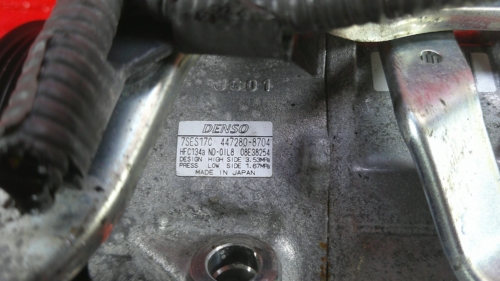 DENSO
7SES17C 447280-8704
HFC134a ND-OIL8 08E38254
DESIGN HIGH SIDE 3.53MPa
PRESS LOW SIDE 1.67MPa
MADE IN JAPAN